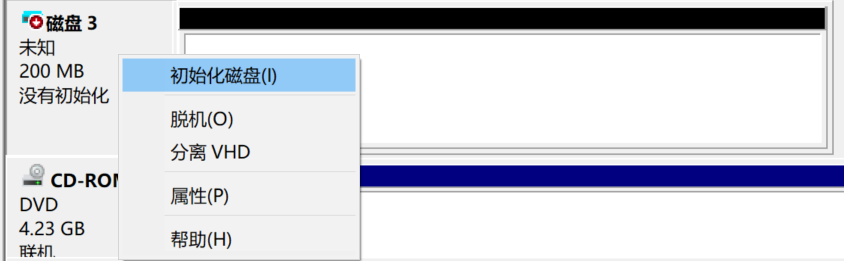 磁盘 3
未知
200 MB
没有初始化
初始化磁盘(I)
脱机(O)
分离 VHD
属性(P)
帮助(H)
CD-ROM
DVD
4.23 GB
联机